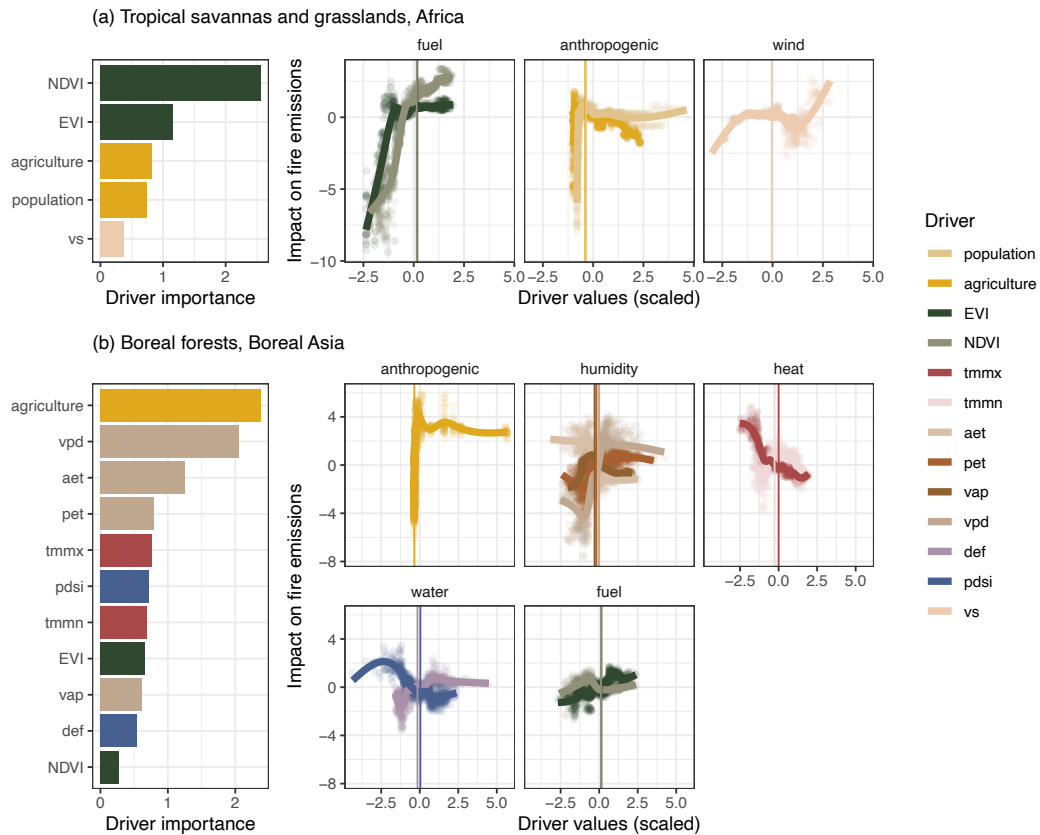 (a) Tropical savannas and grasslands, Africa
fuel
anthropogenic
wind
NDVI
EVI
agriculture
population
vs
0
1
2
Driver importance
Impact on fire emissions
0
−5
−10
−2.5 0.0 2.5 5.0
−2.5 0.0 2.5 5.0
−2.5 0.0 2.5 5.0
Driver values (scaled)
(b) Boreal forests, Boreal Asia
anthropogenic
humidity
heat
agriculture
vpd
aet
pet
tmmx
pdsi
tmmn
EVI
vap
def
NDVI
0
1
2
Driver importance
Impact on fire emissions
4
0
−4
−8
−2.5 0.0 2.5 5.0
water
fuel
4
0
−4
−8
−2.5 0.0 2.5 5.0
−2.5 0.0 2.5 5.0
Driver values (scaled)
Driver
population
agriculture
EVI
NDVI
tmmx
tmmn
aet
pet
vap
vpd
def
pdsi
vs